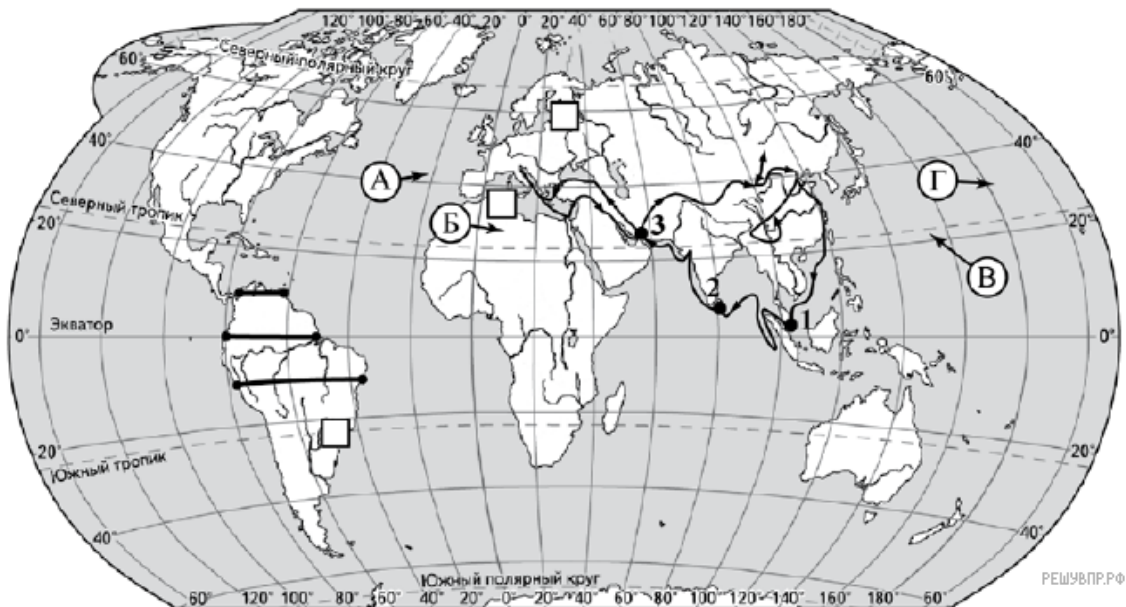 120° 100° 80° 60° 40° 20° 0 20° 40° 60° 80° 100° 120° 140° 160° 180°
60° Северный полярный круг 60°
40° 40°
А Г
Северный тропик
20° Б 3 20°
В
2
Экватор
0° 1 0°
20° 20°
Южный тропик
40° 40°
Южный полярный круг
РЕШУВПР.РФ
60° 120° 100° 80° 60° 40° 20° 0° 20° 40° 60° 80° 100° 120° 140° 60°